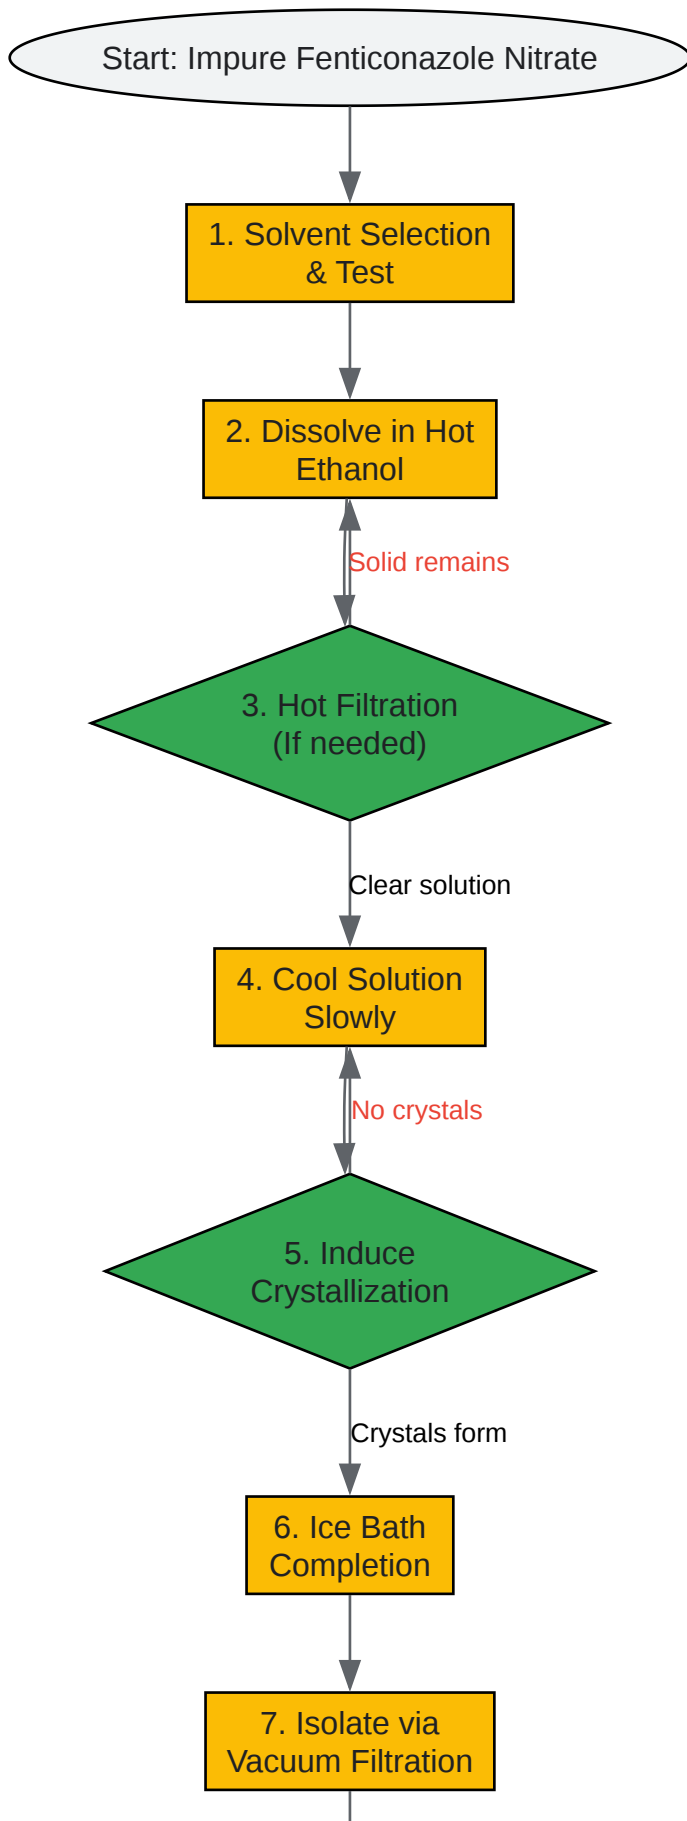 Start: Impure Fenticonazole Nitrate
1. Solvent Selection
& Test
2. Dissolve in Hot
Ethanol
Solid remains
3. Hot Filtration
(If needed)
Clear solution
4. Cool Solution
Slowly
No crystals
5. Induce
Crystallization
Crystals form
6. Ice Bath
Completion
7. Isolate via
Vacuum Filtration